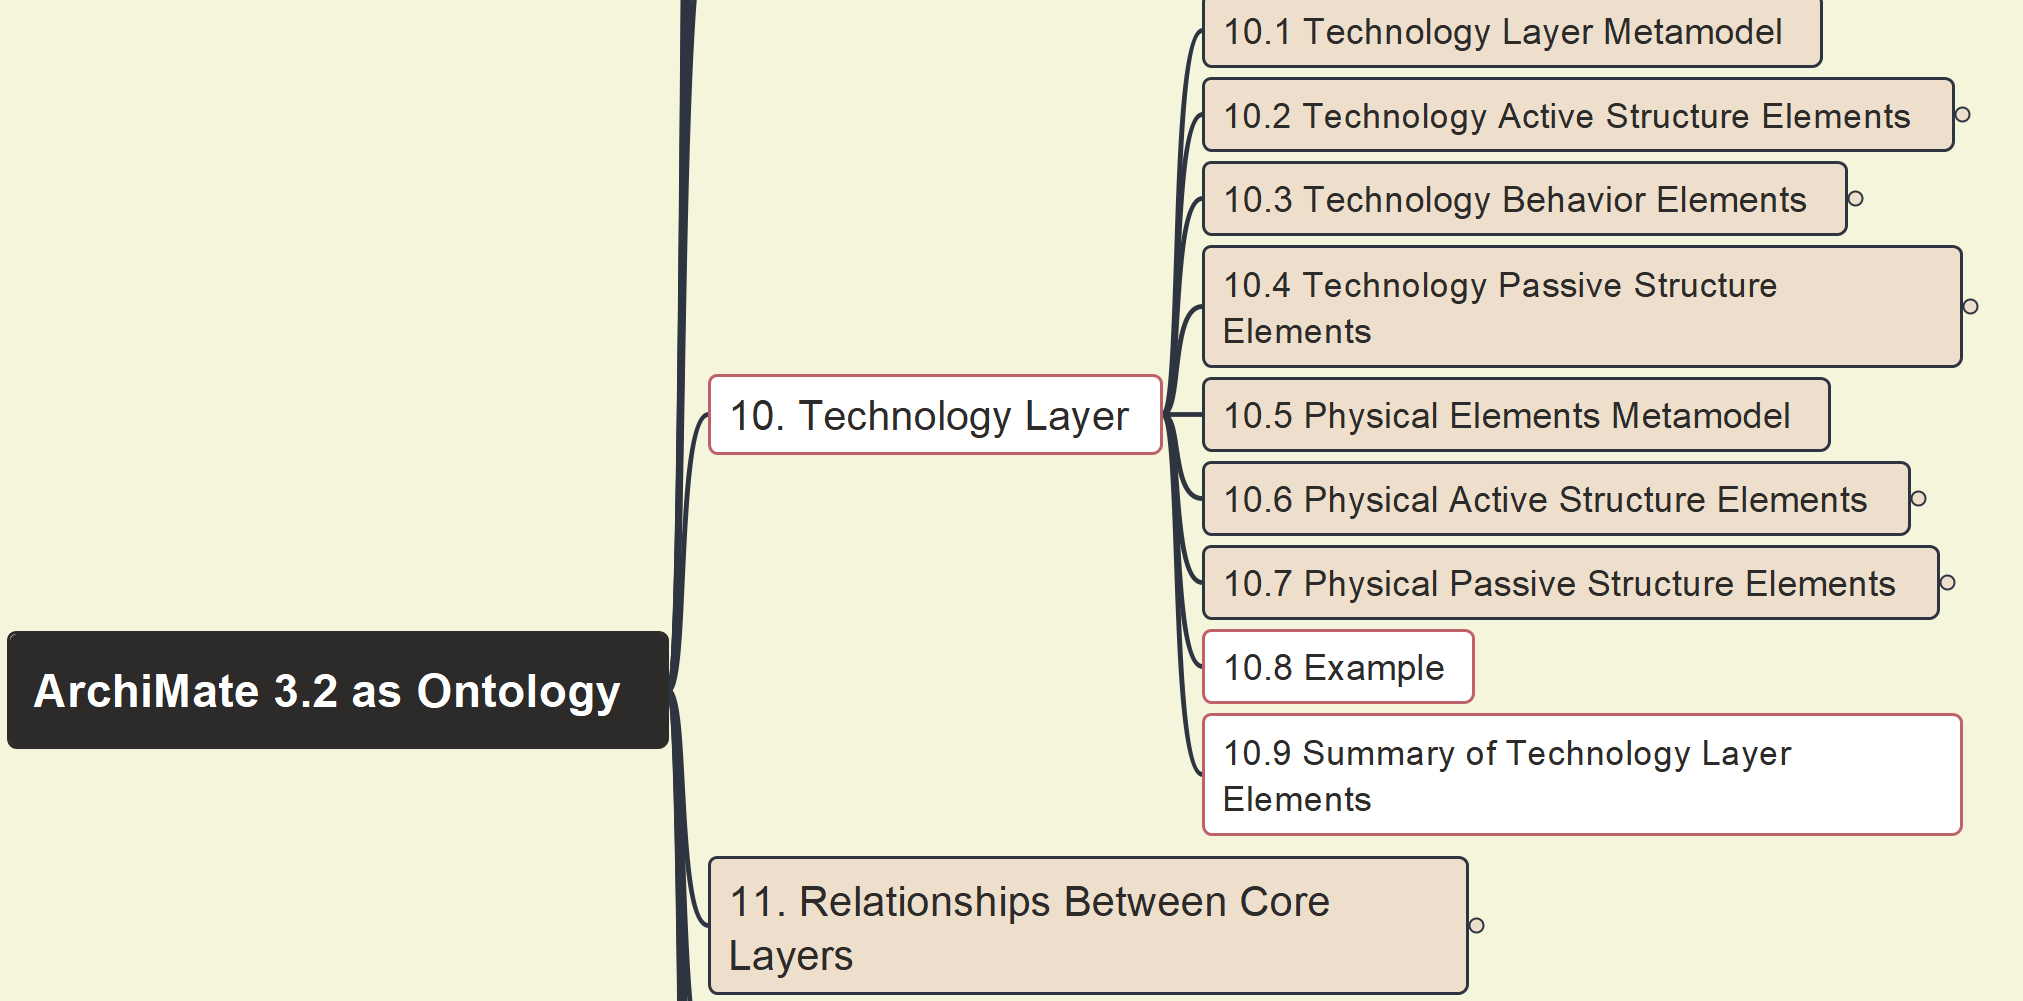 10.1 Technology Layer Metamodel
10.2 Technology Active Structure Elements
10.3 Technology Behavior Elements
10.4 Technology Passive Structure
Elements
10. Technology Layer
10.5 Physical Elements Metamodel
10.6 Physical Active Structure Elements
10.7 Physical Passive Structure Elements
10.8 Example
ArchiMate 3.2 as Ontology
10.9 Summary of Technology Layer
Elements
11. Relationships Between Core
Layers